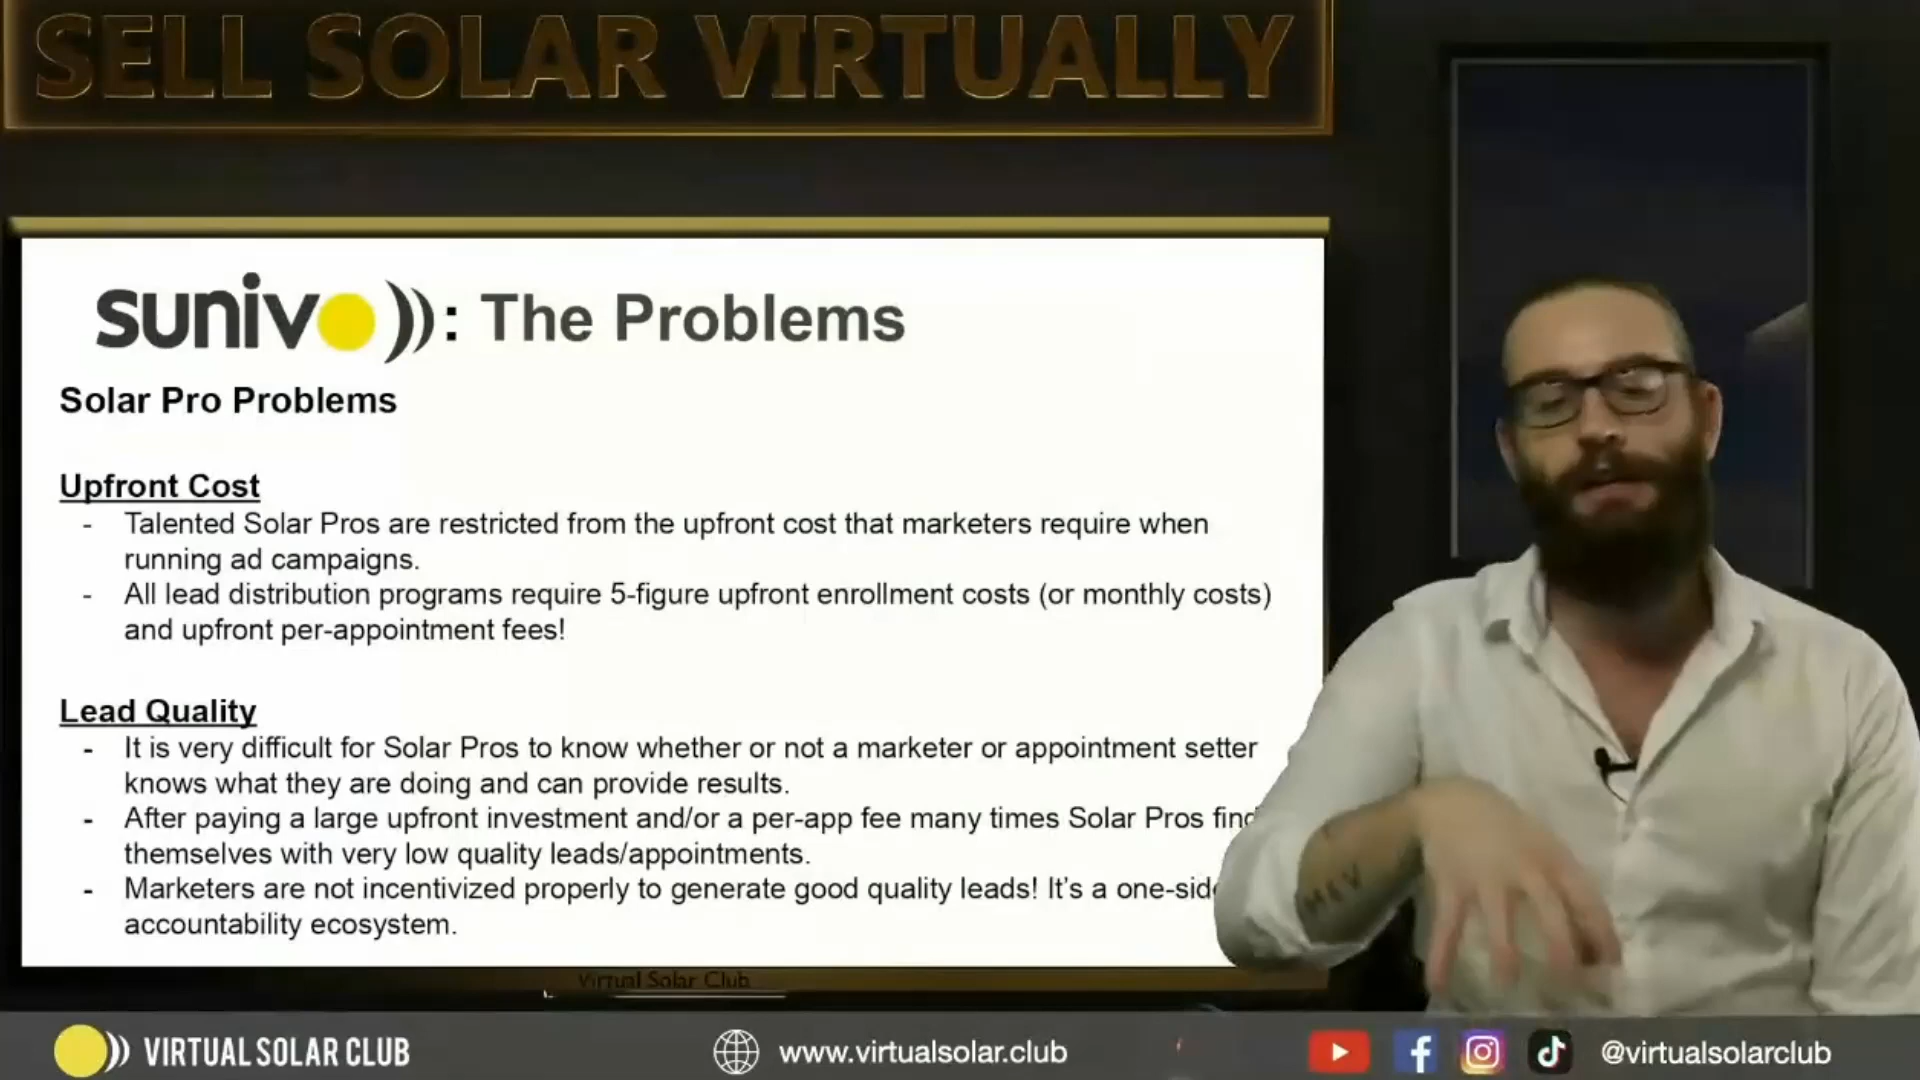 SELL SOLAR VIRTUALLY
sunivo : The Problems
Solar Pro Problems
Upfront Cost
- Talented Solar Pros are restricted from the upfront cost that marketers require when
running ad campaigns.
- All lead distribution programs require 5-figure upfront enrollment costs (or monthly costs)
and upfront per-appointment fees!
Lead Quality
- It is very difficult for Solar Pros to know whether or not a marketer or appointment setter
knows what they are doing and can provide results.
- After paying a large upfront investment and/or a per-app fee many times Solar Pros find
themselves with very low quality leads/appointments.
- Marketers are not incentivized properly to generate good quality leads! It's a one-side
accountability ecosystem.
Virtual Solar Club
VIRTUAL SOLAR CLUB
www.virtualsolar.club
@virtualsolarclub